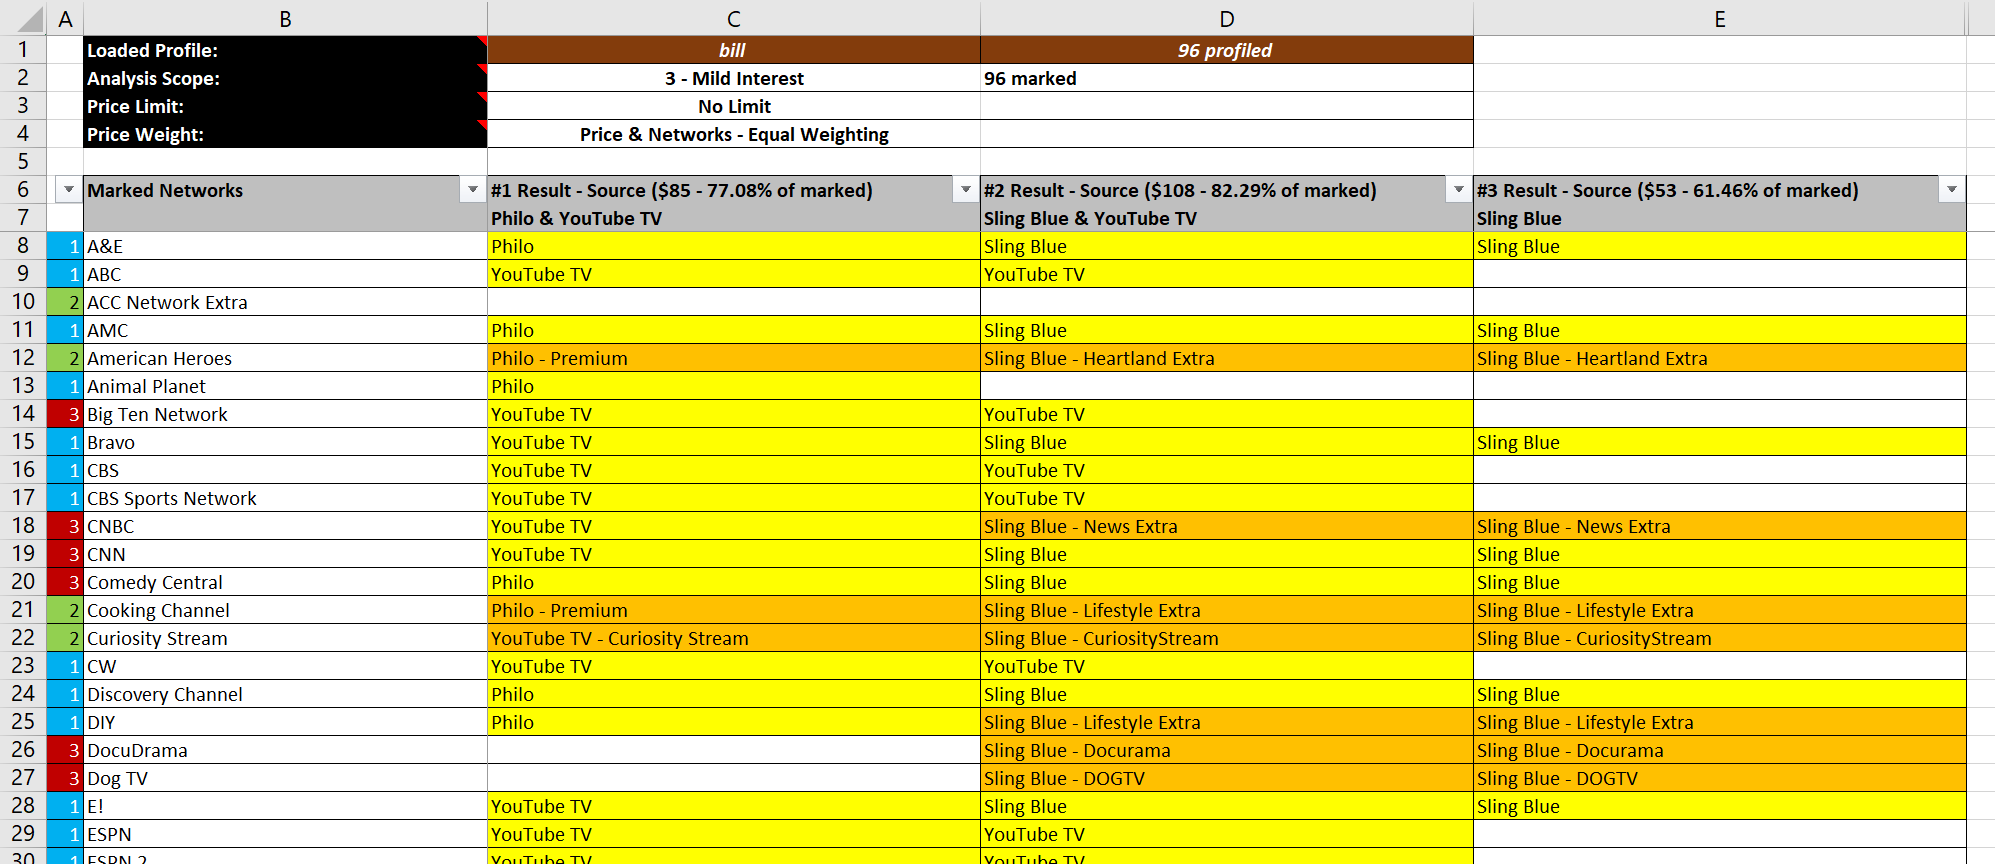 A B C D E
1 Loaded Profile: bill 96 profiled
2 Analysis Scope: 3 - Mild Interest 96 marked
3 Price Limit: No Limit
4 Price Weight: Price & Networks - Equal Weighting
5
6 Marked Networks #1 Result - Source ($85 - 77.08% of marked) #2 Result - Source ($108 - 82.29% of marked) #3 Result - Source ($53 - 61.46% of marked)
7 Philo & YouTube TV Sling Blue & YouTube TV Sling Blue
8 1 A&E Philo Sling Blue Sling Blue
9 1 ABC YouTube TV YouTube TV
10 2 ACC Network Extra
11 1 AMC Philo Sling Blue Sling Blue
12 2 American Heroes Philo - Premium Sling Blue - Heartland Extra Sling Blue - Heartland Extra
13 1 Animal Planet Philo
14 3 Big Ten Network YouTube TV YouTube TV
15 1 Bravo YouTube TV Sling Blue Sling Blue
16 1 CBS YouTube TV YouTube TV
17 1 CBS Sports Network YouTube TV YouTube TV
18 3 CNBC YouTube TV Sling Blue - News Extra Sling Blue - News Extra
19 3 CNN YouTube TV Sling Blue Sling Blue
20 3 Comedy Central Philo Sling Blue Sling Blue
21 2 Cooking Channel Philo - Premium Sling Blue - Lifestyle Extra Sling Blue - Lifestyle Extra
22 2 Curiosity Stream YouTube TV - Curiosity Stream Sling Blue - CuriosityStream Sling Blue - CuriosityStream
23 1 CW YouTube TV YouTube TV
24 1 Discovery Channel Philo Sling Blue Sling Blue
25 1 DIY Philo Sling Blue - Lifestyle Extra Sling Blue - Lifestyle Extra
26 3 DocuDrama Sling Blue - Docurama Sling Blue - Docurama
27 3 Dog TV Sling Blue - DOGTV Sling Blue - DOGTV
28 1 E! YouTube TV Sling Blue Sling Blue
29 1 ESPN YouTube TV YouTube TV
30 1 ESPN 2 YouTube TV YouTube TV